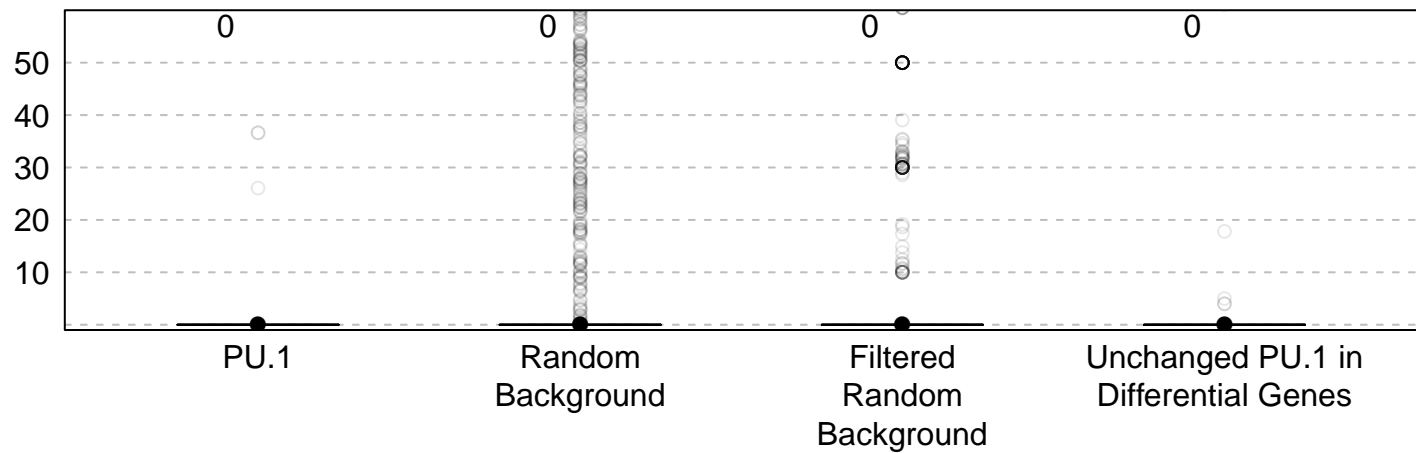 0 0 0 0
50
40
30
20
10
PU.1
Random
Background
Filtered
Random
Background
Unchanged PU.1 in
Differential Genes